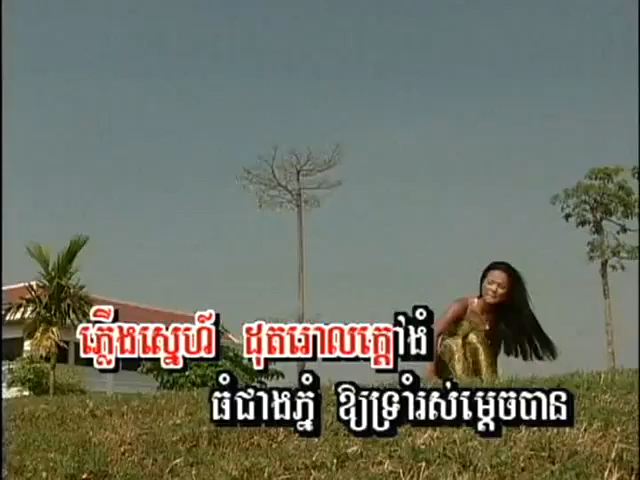 ភ្លើងស្នេហ៍ ដុតរោលក្ដៅងំ
ធំជាងភ្នំ ឱ្យទ្រាំរស់ម្ដេចបាន